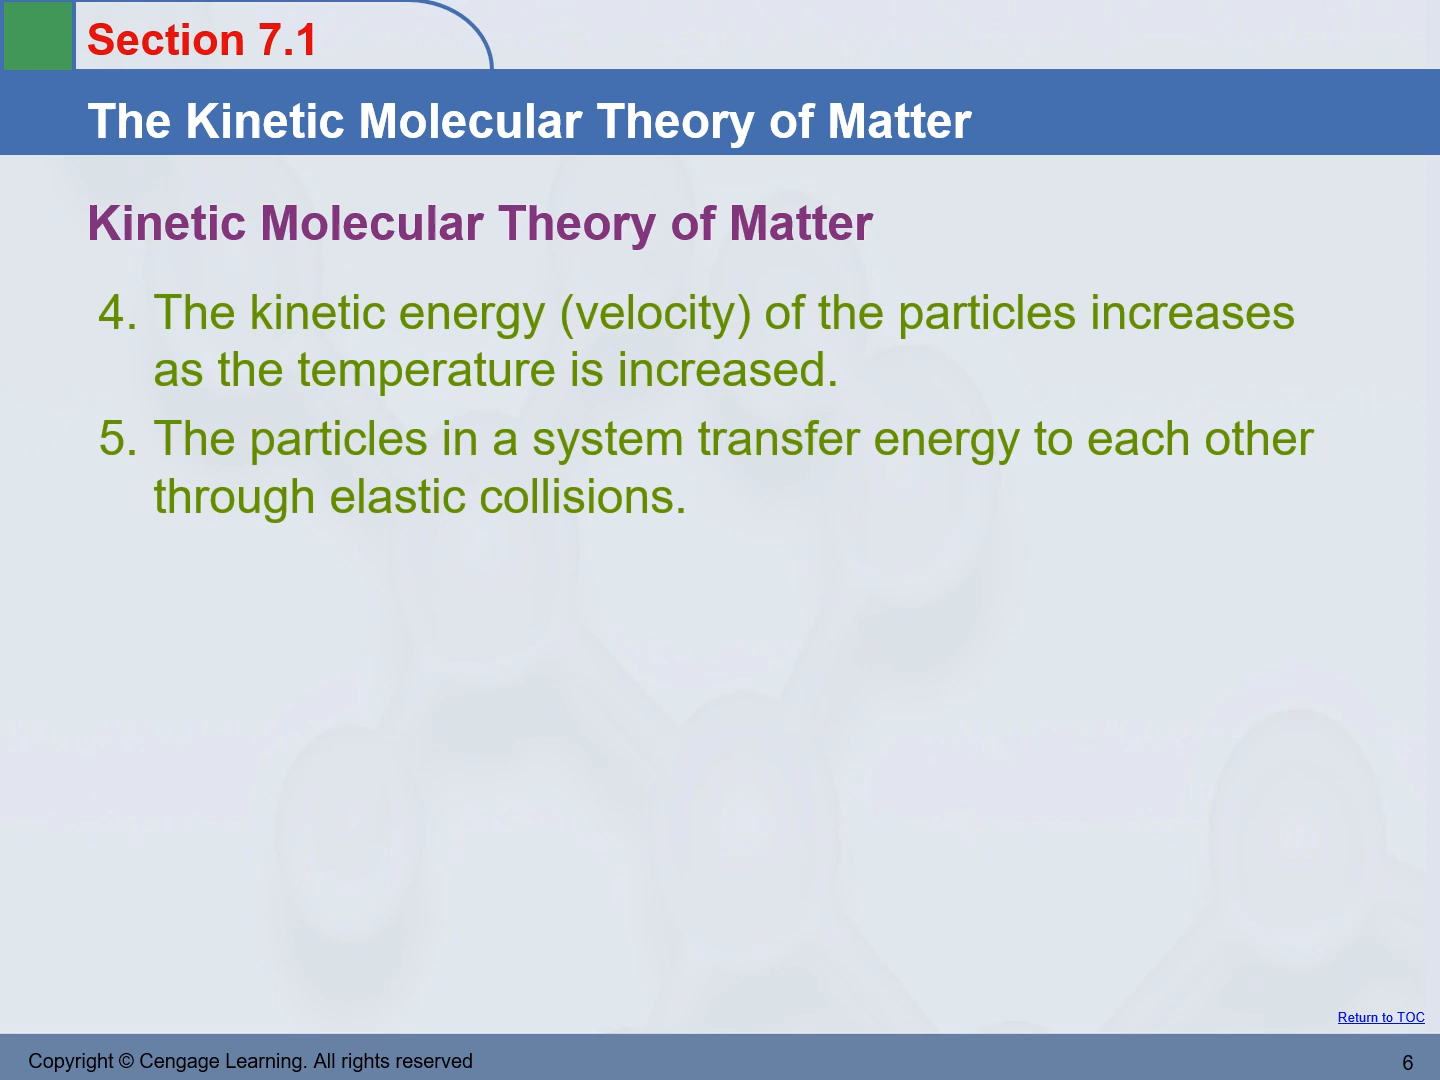 Section 7.1
The Kinetic Molecular Theory of Matter
Kinetic Molecular Theory of Matter
4. The kinetic energy (velocity) of the particles increases
as the temperature is increased.
5. The particles in a system transfer energy to each other
through elastic collisions.
Return to TOC
Copyright © Cengage Learning. All rights reserved
6